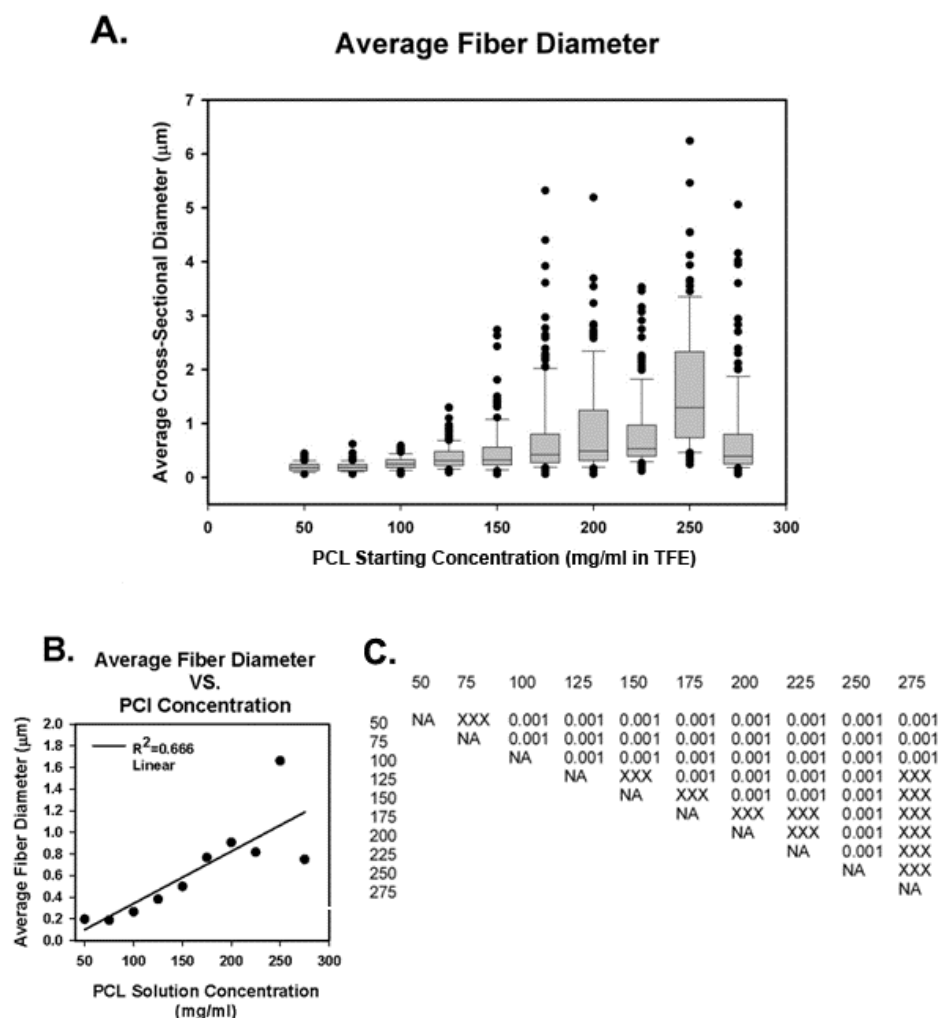 A.
Average Fiber Diameter
Average Cross-Sectional Diameter (µm)
7
6
5
4
3
2
1
0
0 50 100 150 200 250 300
PCL Starting Concentration (mg/ml in TFE)
B.
Average Fiber Diameter
VS.
PCl Concentration
Average Fiber Diameter (µm)
2.0
1.8
1.6
1.4
1.2
1.0
0.8
0.6
0.4
0.2
0.0
R²=0.666
Linear
50 100 150 200 250 300
PCL Solution Concentration
(mg/ml)
C.
50 75 100 125 150 175 200 225 250 275
50 NA XXX 0.001 0.001 0.001 0.001 0.001 0.001 0.001 0.001
75 NA 0.001 0.001 0.001 0.001 0.001 0.001 0.001 0.001
100 NA 0.001 0.001 0.001 0.001 0.001 0.001 0.001
125 NA XXX 0.001 0.001 0.001 0.001 XXX
150 NA XXX 0.001 0.001 0.001 XXX
175 NA XXX XXX 0.001 XXX
200 NA XXX 0.001 XXX
225 NA 0.001 XXX
250 NA XXX
275 NA